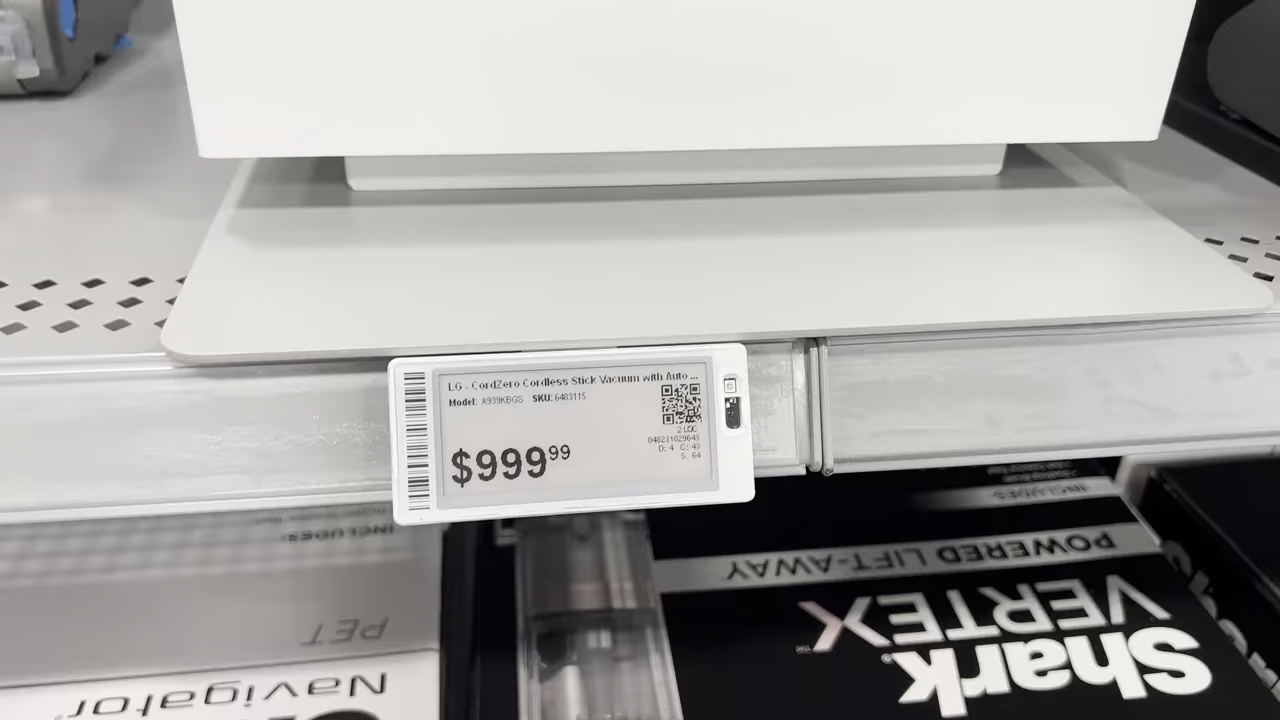 LG - CordZero Cordless Stick Vacuum with Auto ...
Model: A939KBGS SKU: 6483115
$999 99
2 LOC
048231029643
D: 4 C: 43
S: 64
INCLUDES:
PET
Navigator
INCLUDES:
POWERED LIFT-AWAY
VERTEX
Shark